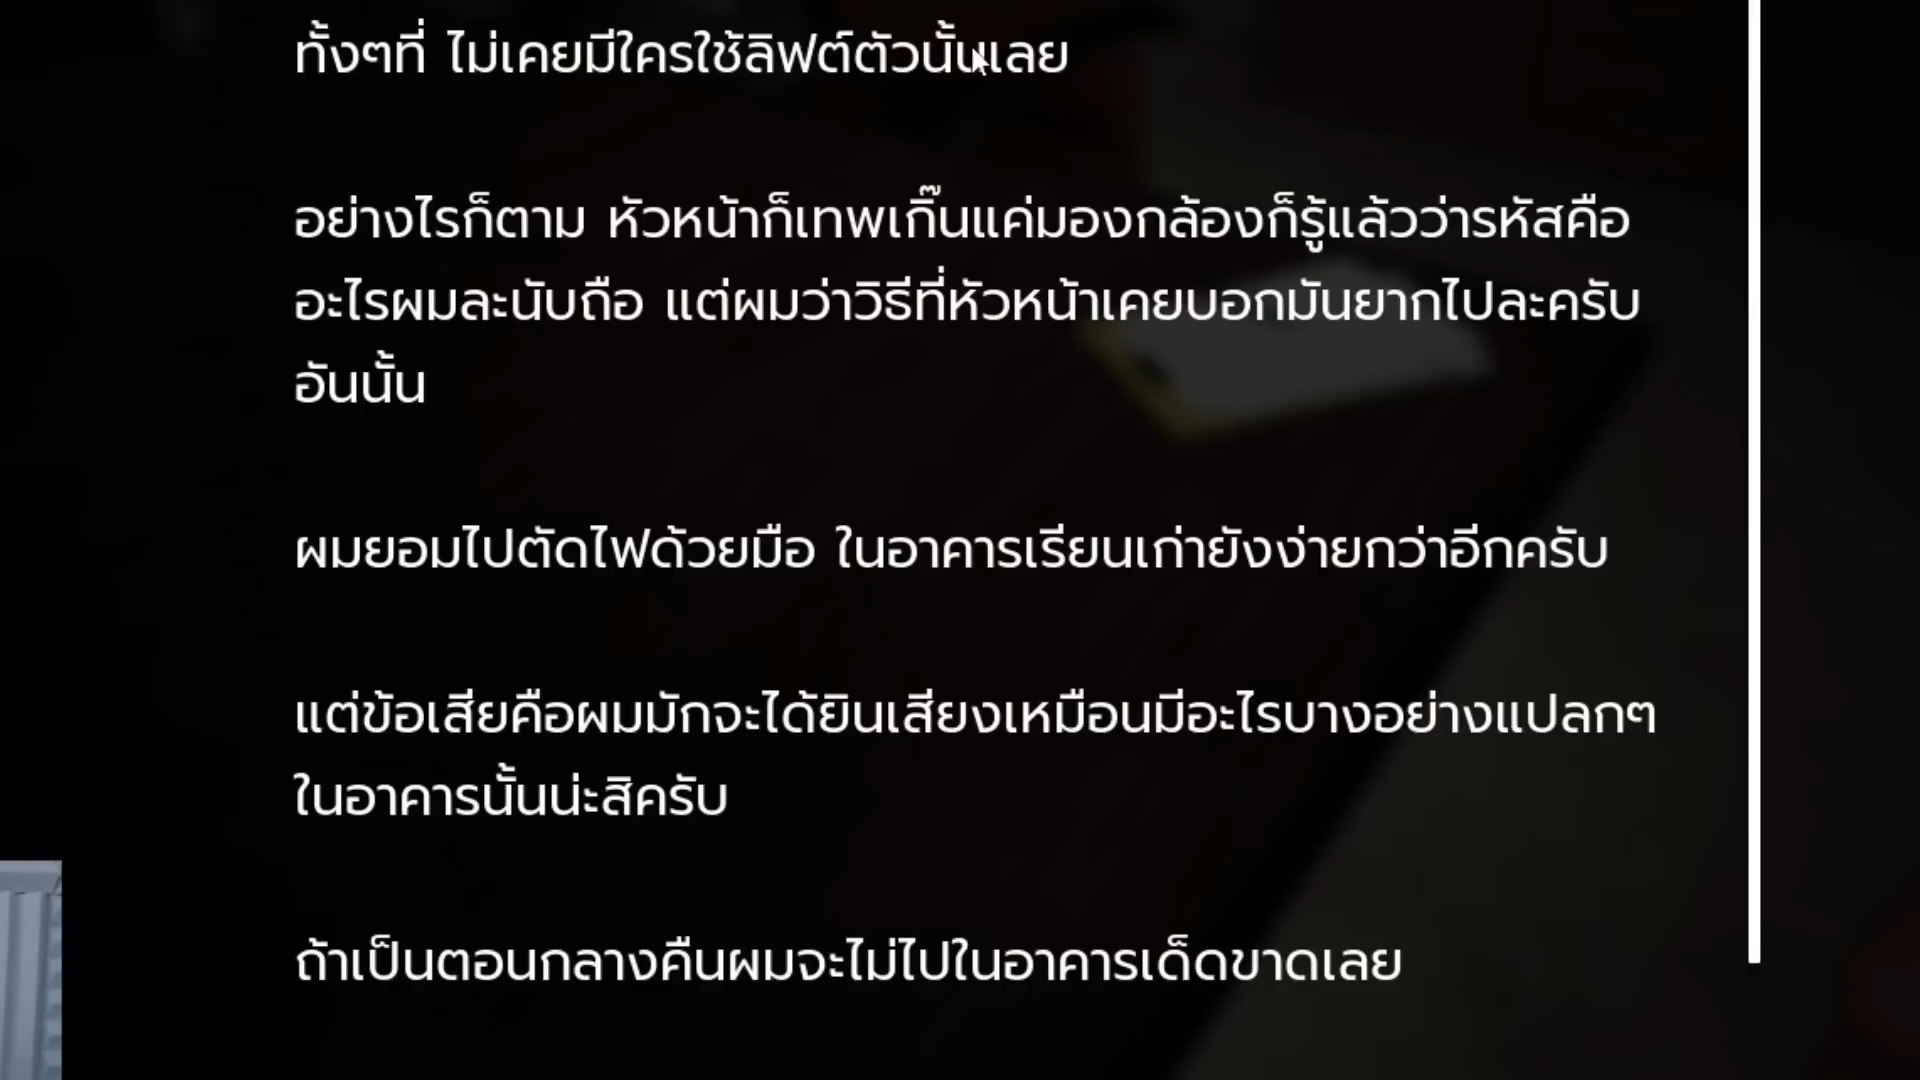 ทั้งๆที่ ไม่เคยมีใครใช้ลิฟต์ตัวนั้นเลย
อย่างไรก็ตาม หัวหน้าก็เทพเกิ๊นแค่มองกล้องก็รู้แล้วว่ารหัสคือ
อะไรผมละนับถือ แต่ผมว่าวิธีที่หัวหน้าเคยบอกมันยากไปละครับ
อันนั้น
ผมยอมไปตัดไฟด้วยมือ ในอาคารเรียนเก่ายังง่ายกว่าอีกครับ
แต่ข้อเสียคือผมมักจะได้ยินเสียงเหมือนมีอะไรบางอย่างแปลกๆ
ในอาคารนั้นน่ะสิครับ
ถ้าเป็นตอนกลางคืนผมจะไม่ไปในอาคารเด็ดขาดเลย